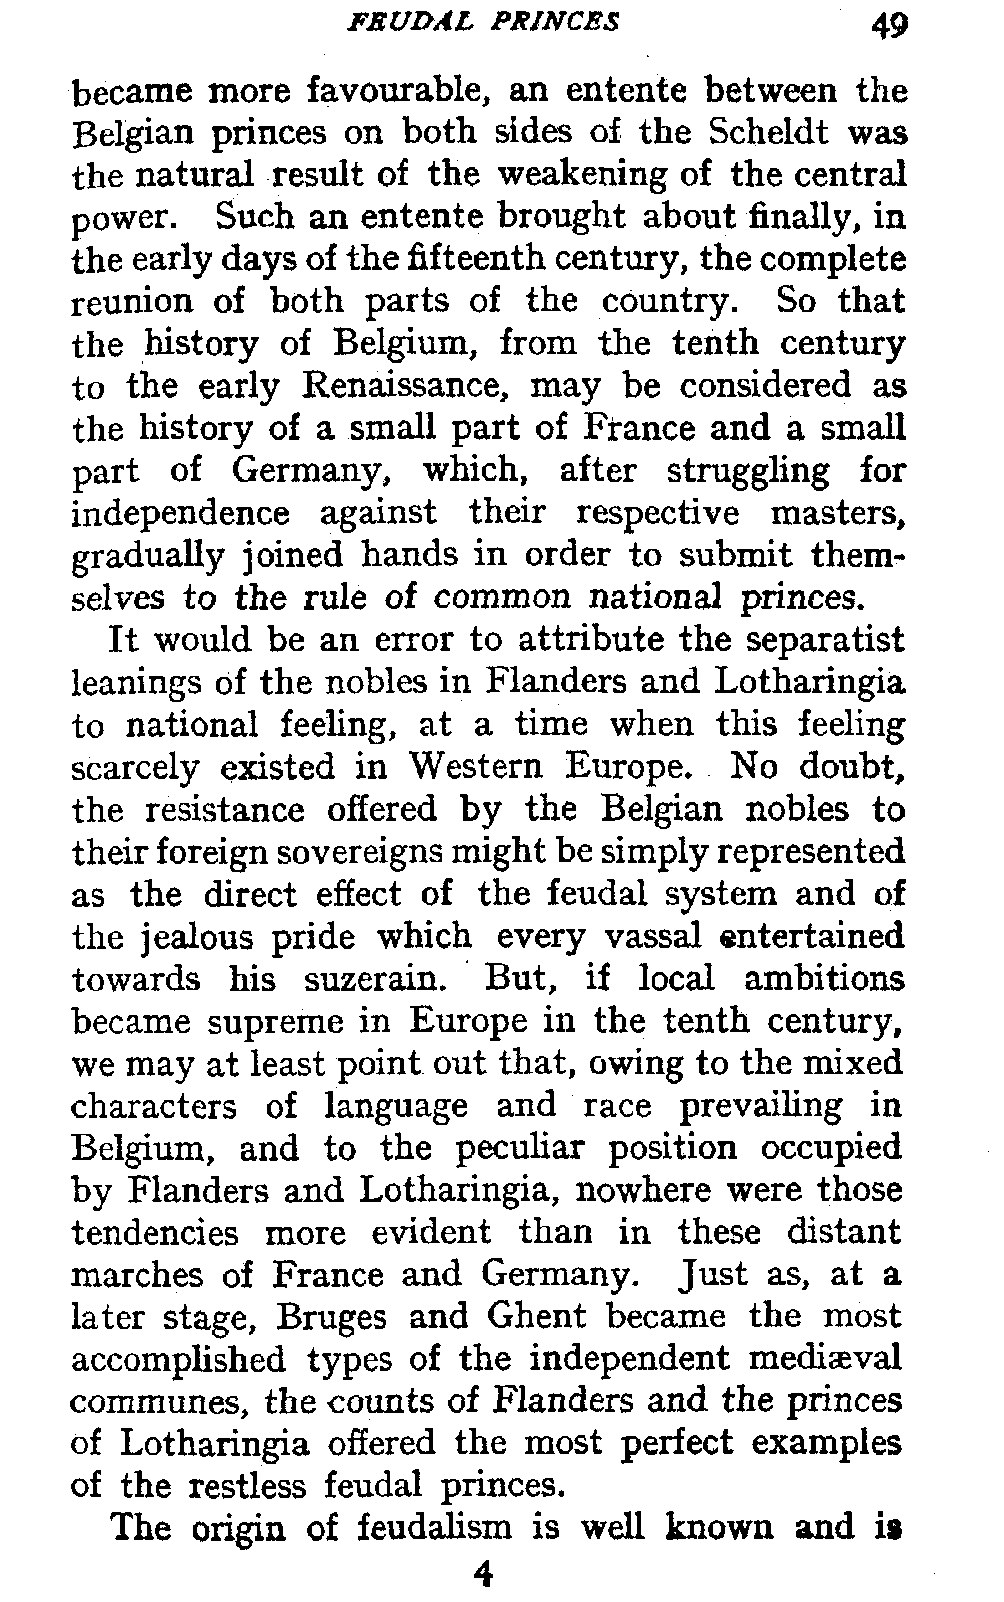 FEUDAL PRINCES 49
became more favourable, an entente between the
Belgian princes on both sides of the Scheldt was
the natural result of the weakening of the central
power. Such an entente brought about finally, in
the early days of the fifteenth century, the complete
reunion of both parts of the country. So that
the history of Belgium, from the tenth century
to the early Renaissance, may be considered as
the history of a small part of France and a small
part of Germany, which, after struggling for
independence against their respective masters,
gradually joined hands in order to submit them-
selves to the rule of common national princes.
It would be an error to attribute the separatist
leanings of the nobles in Flanders and Lotharingia
to national feeling, at a time when this feeling
scarcely existed in Western Europe. No doubt,
the resistance offered by the Belgian nobles to
their foreign sovereigns might be simply represented
as the direct effect of the feudal system and of
the jealous pride which every vassal entertained
towards his suzerain. But, if local ambitions
became supreme in Europe in the tenth century,
we may at least point out that, owing to the mixed
characters of language and race prevailing in
Belgium, and to the peculiar position occupied
by Flanders and Lotharingia, nowhere were those
tendencies more evident than in these distant
marches of France and Germany. Just as, at a
later stage, Bruges and Ghent became the most
accomplished types of the independent mediæval
communes, the counts of Flanders and the princes
of Lotharingia offered the most perfect examples
of the restless feudal princes.
The origin of feudalism is well known and is
4